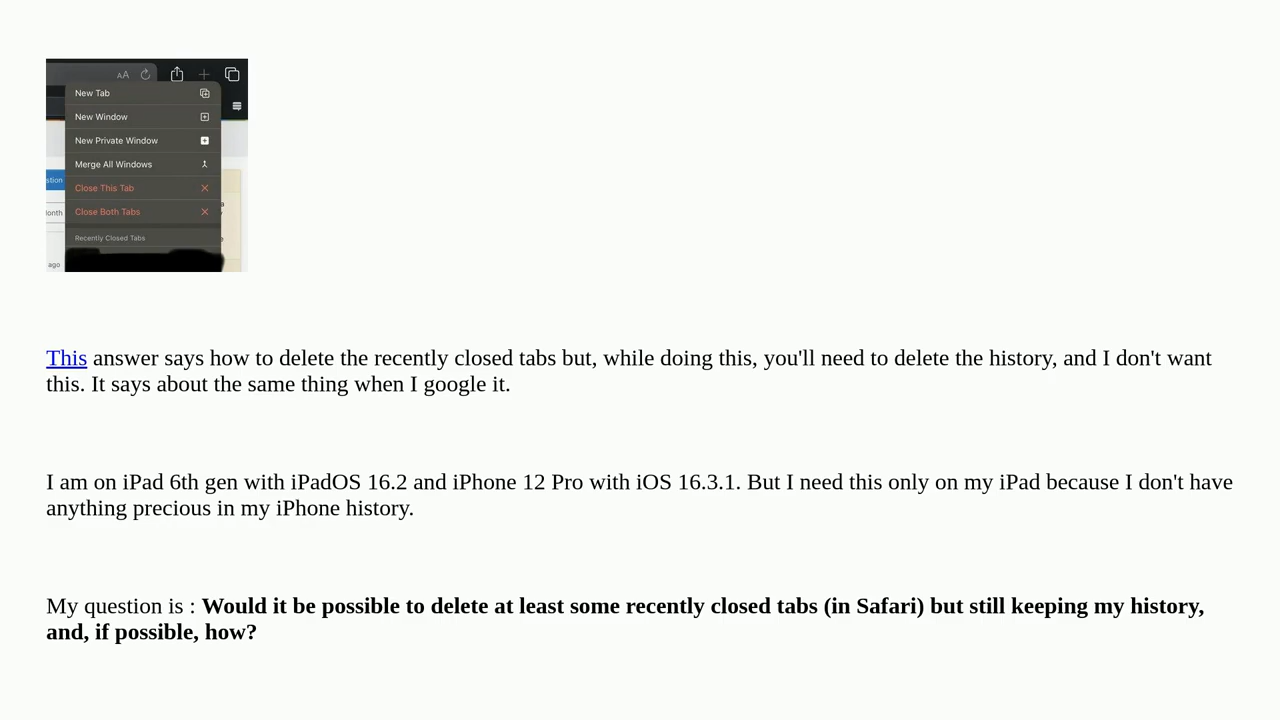 AA
New Tab
New Window
New Private Window
Merge All Windows
stion
Close This Tab
lonth
Close Both Tabs
Recently Closed Tabs
ago
This answer says how to delete the recently closed tabs but, while doing this, you'll need to delete the history, and I don't want
this. It says about the same thing when I google it.
I am on iPad 6th gen with iPadOS 16.2 and iPhone 12 Pro with iOS 16.3.1. But I need this only on my iPad because I don't have
anything precious in my iPhone history.
My question is : Would it be possible to delete at least some recently closed tabs (in Safari) but still keeping my history,
and, if possible, how?